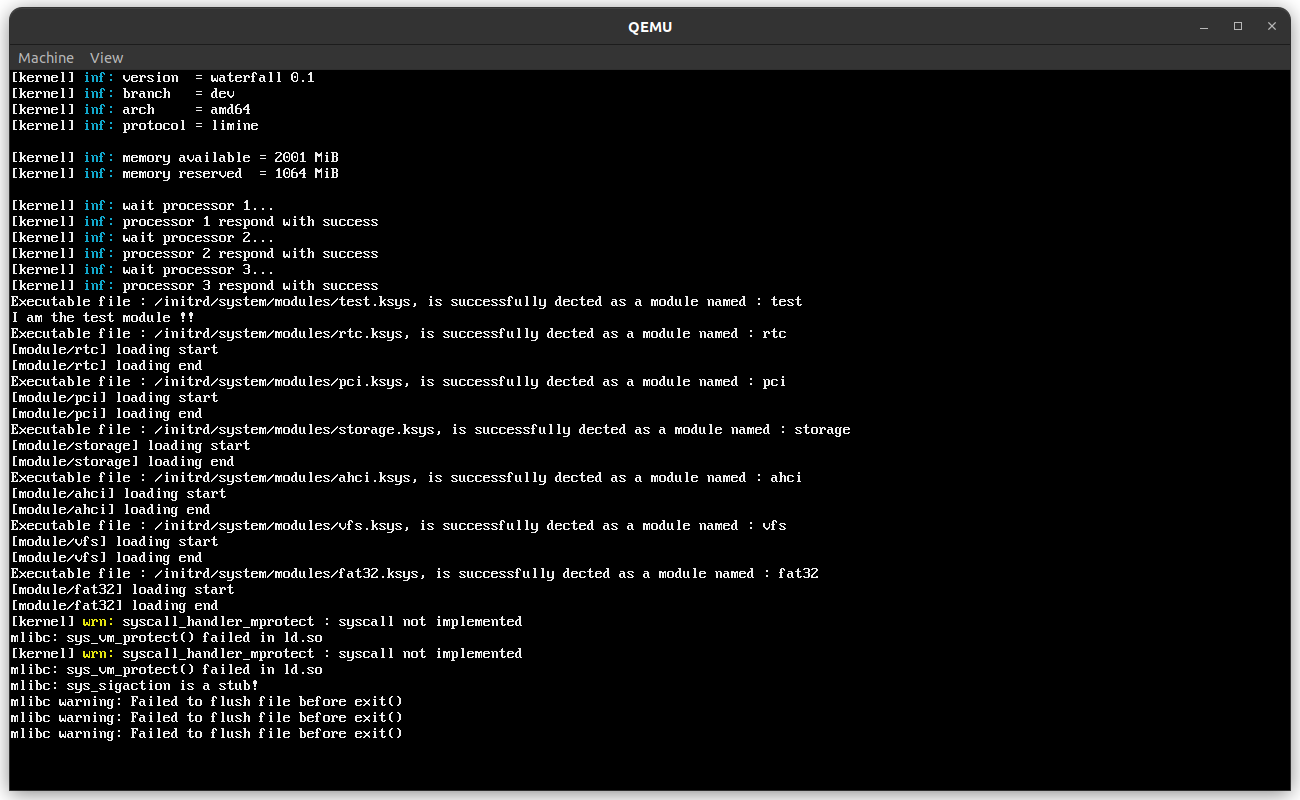 QEMU
Machine View
[kernel] inf: version  = waterfall 0.1
[kernel] inf: branch   = dev
[kernel] inf: arch     = amd64
[kernel] inf: protocol = limine
[kernel] inf: memory available = 2001 MiB
[kernel] inf: memory reserved  = 1064 MiB
[kernel] inf: wait processor 1...
[kernel] inf: processor 1 respond with success
[kernel] inf: wait processor 2...
[kernel] inf: processor 2 respond with success
[kernel] inf: wait processor 3...
[kernel] inf: processor 3 respond with success
Executable file : /initrd/system/modules/test.ksys, is successfully dected as a module named : test
I am the test module !!
Executable file : /initrd/system/modules/rtc.ksys, is successfully dected as a module named : rtc
[module/rtc] loading start
[module/rtc] loading end
Executable file : /initrd/system/modules/pci.ksys, is successfully dected as a module named : pci
[module/pci] loading start
[module/pci] loading end
Executable file : /initrd/system/modules/storage.ksys, is successfully dected as a module named : storage
[module/storage] loading start
[module/storage] loading end
Executable file : /initrd/system/modules/ahci.ksys, is successfully dected as a module named : ahci
[module/ahci] loading start
[module/ahci] loading end
Executable file : /initrd/system/modules/vfs.ksys, is successfully dected as a module named : vfs
[module/vfs] loading start
[module/vfs] loading end
Executable file : /initrd/system/modules/fat32.ksys, is successfully dected as a module named : fat32
[module/fat32] loading start
[module/fat32] loading end
[kernel] wrn: syscall_handler_mprotect : syscall not implemented
mlibc: sys_vm_protect() failed in ld.so
[kernel] wrn: syscall_handler_mprotect : syscall not implemented
mlibc: sys_vm_protect() failed in ld.so
mlibc: sys_sigaction is a stub!
mlibc warning: Failed to flush file before exit()
mlibc warning: Failed to flush file before exit()
mlibc warning: Failed to flush file before exit()